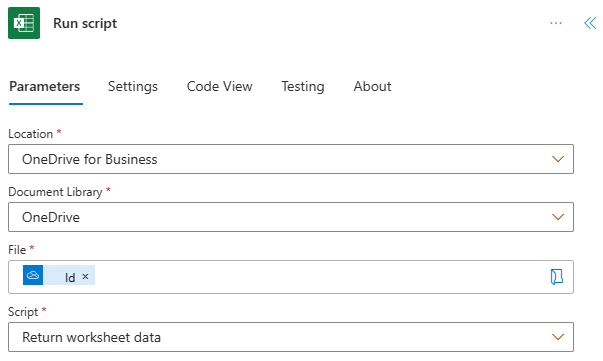 Run script
Parameters Settings Code View Testing About
Location *
OneDrive for Business
Document Library *
OneDrive
File *
Id ×
Script *
Return worksheet data